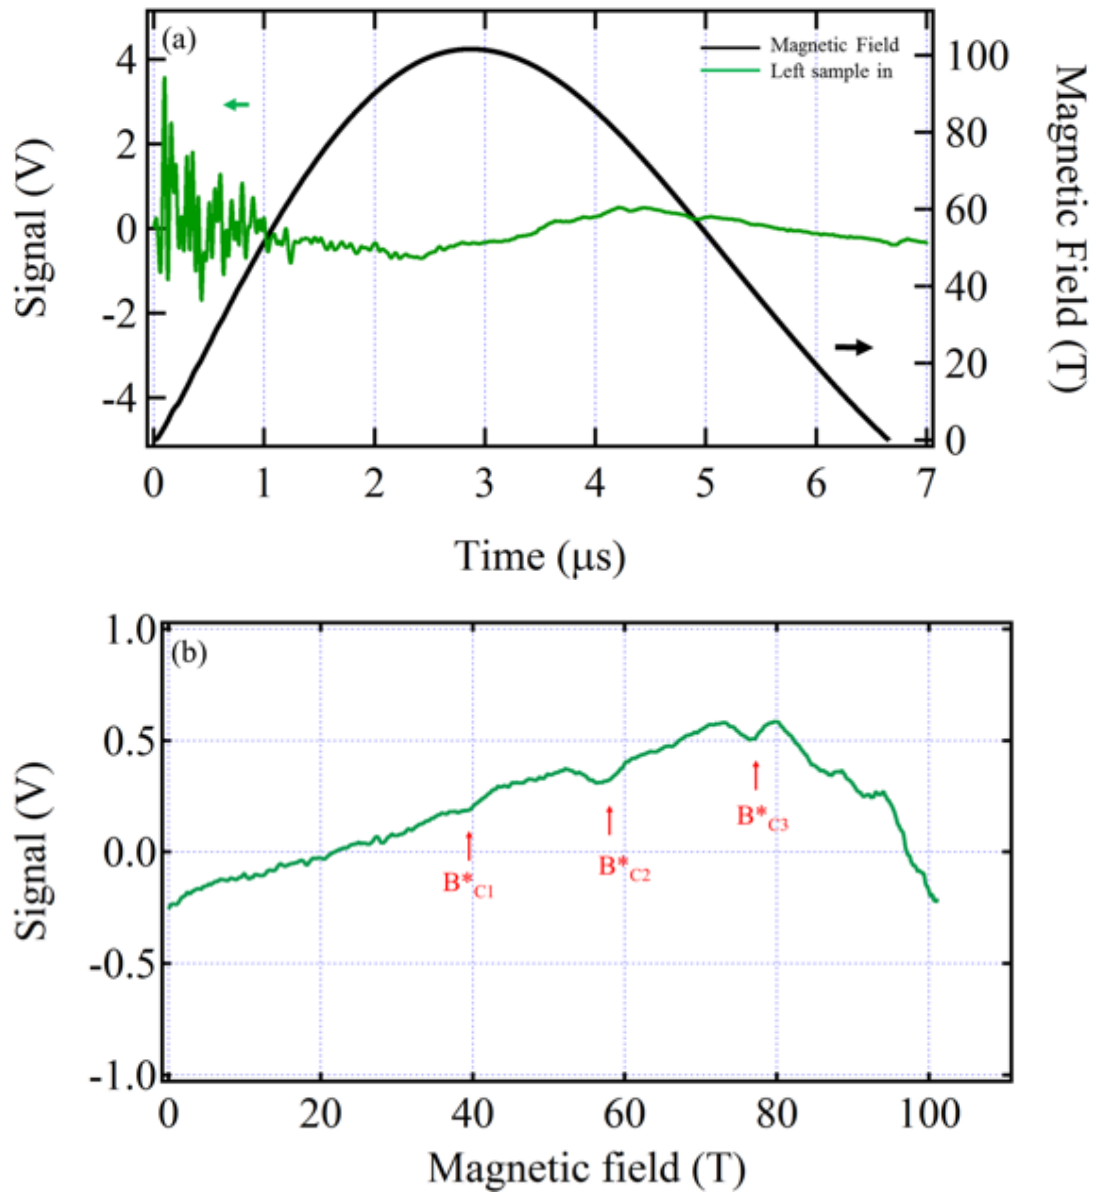 (a)
Magnetic Field
Left sample in
4
2
0
-2
-4
Signal (V)
100
80
60
40
20
0
Magnetic Field (T)
0 1 2 3 4 5 6 7
Time (μs)
(b)
1.0
0.5
0.0
-0.5
-1.0
Signal (V)
B*C1
B*C2
B*C3
0 20 40 60 80 100
Magnetic field (T)